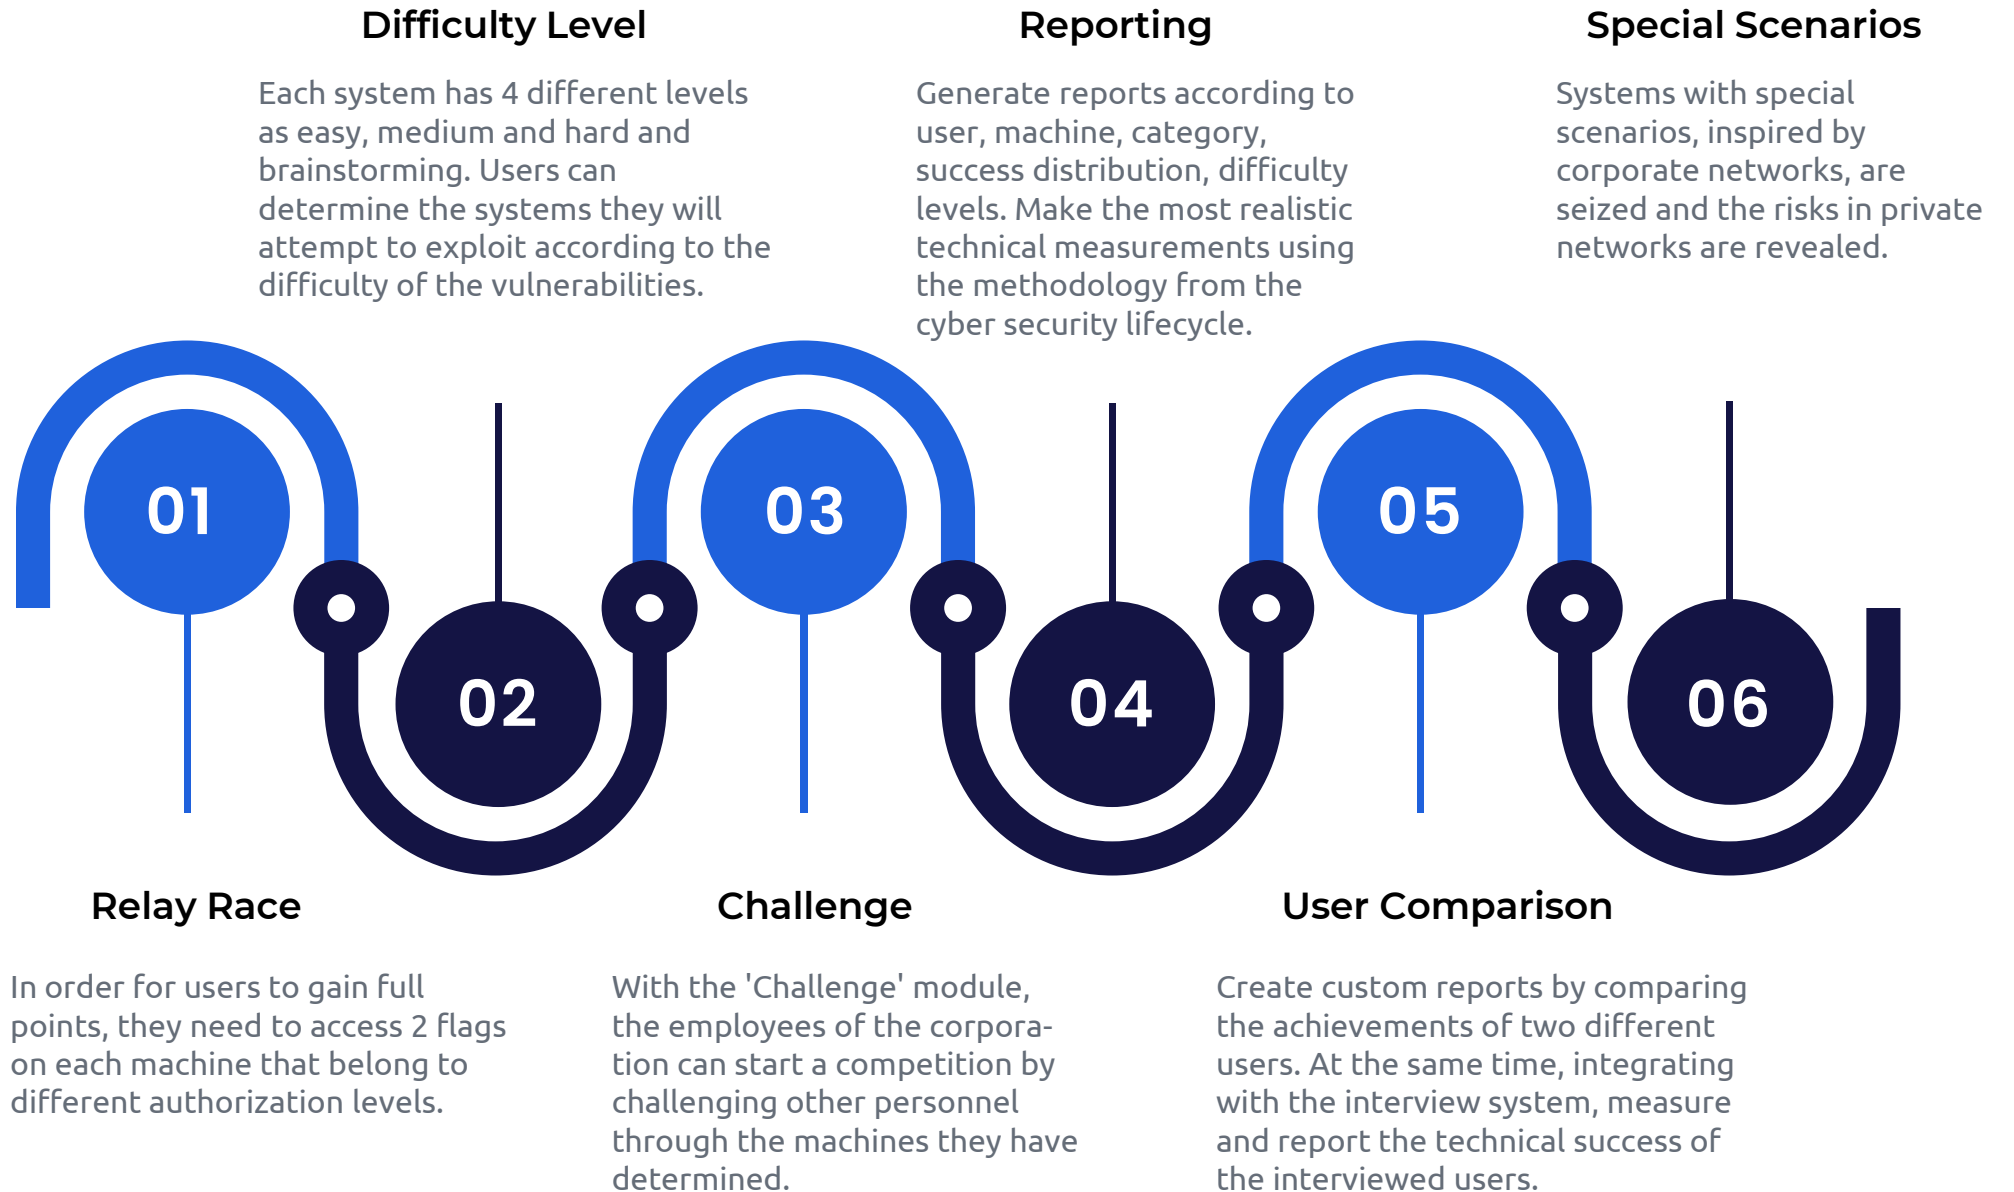 Difficulty Level
Each system has 4 different levels
as easy, medium and hard and
brainstorming. Users can
determine the systems they will
attempt to exploit according to the
difficulty of the vulnerabilities.
Reporting
Generate reports according to
user, machine, category,
success distribution, difficulty
levels. Make the most realistic
technical measurements using
the methodology from the
cyber security lifecycle.
Special Scenarios
Systems with special
scenarios, inspired by
corporate networks, are
seized and the risks in private
networks are revealed.
01
02
03
04
05
06
Relay Race
In order for users to gain full
points, they need to access 2 flags
on each machine that belong to
different authorization levels.
Challenge
With the 'Challenge' module,
the employees of the corpora-
tion can start a competition by
challenging other personnel
through the machines they have
determined.
User Comparison
Create custom reports by comparing
the achievements of two different
users. At the same time, integrating
with the interview system, measure
and report the technical success of
the interviewed users.